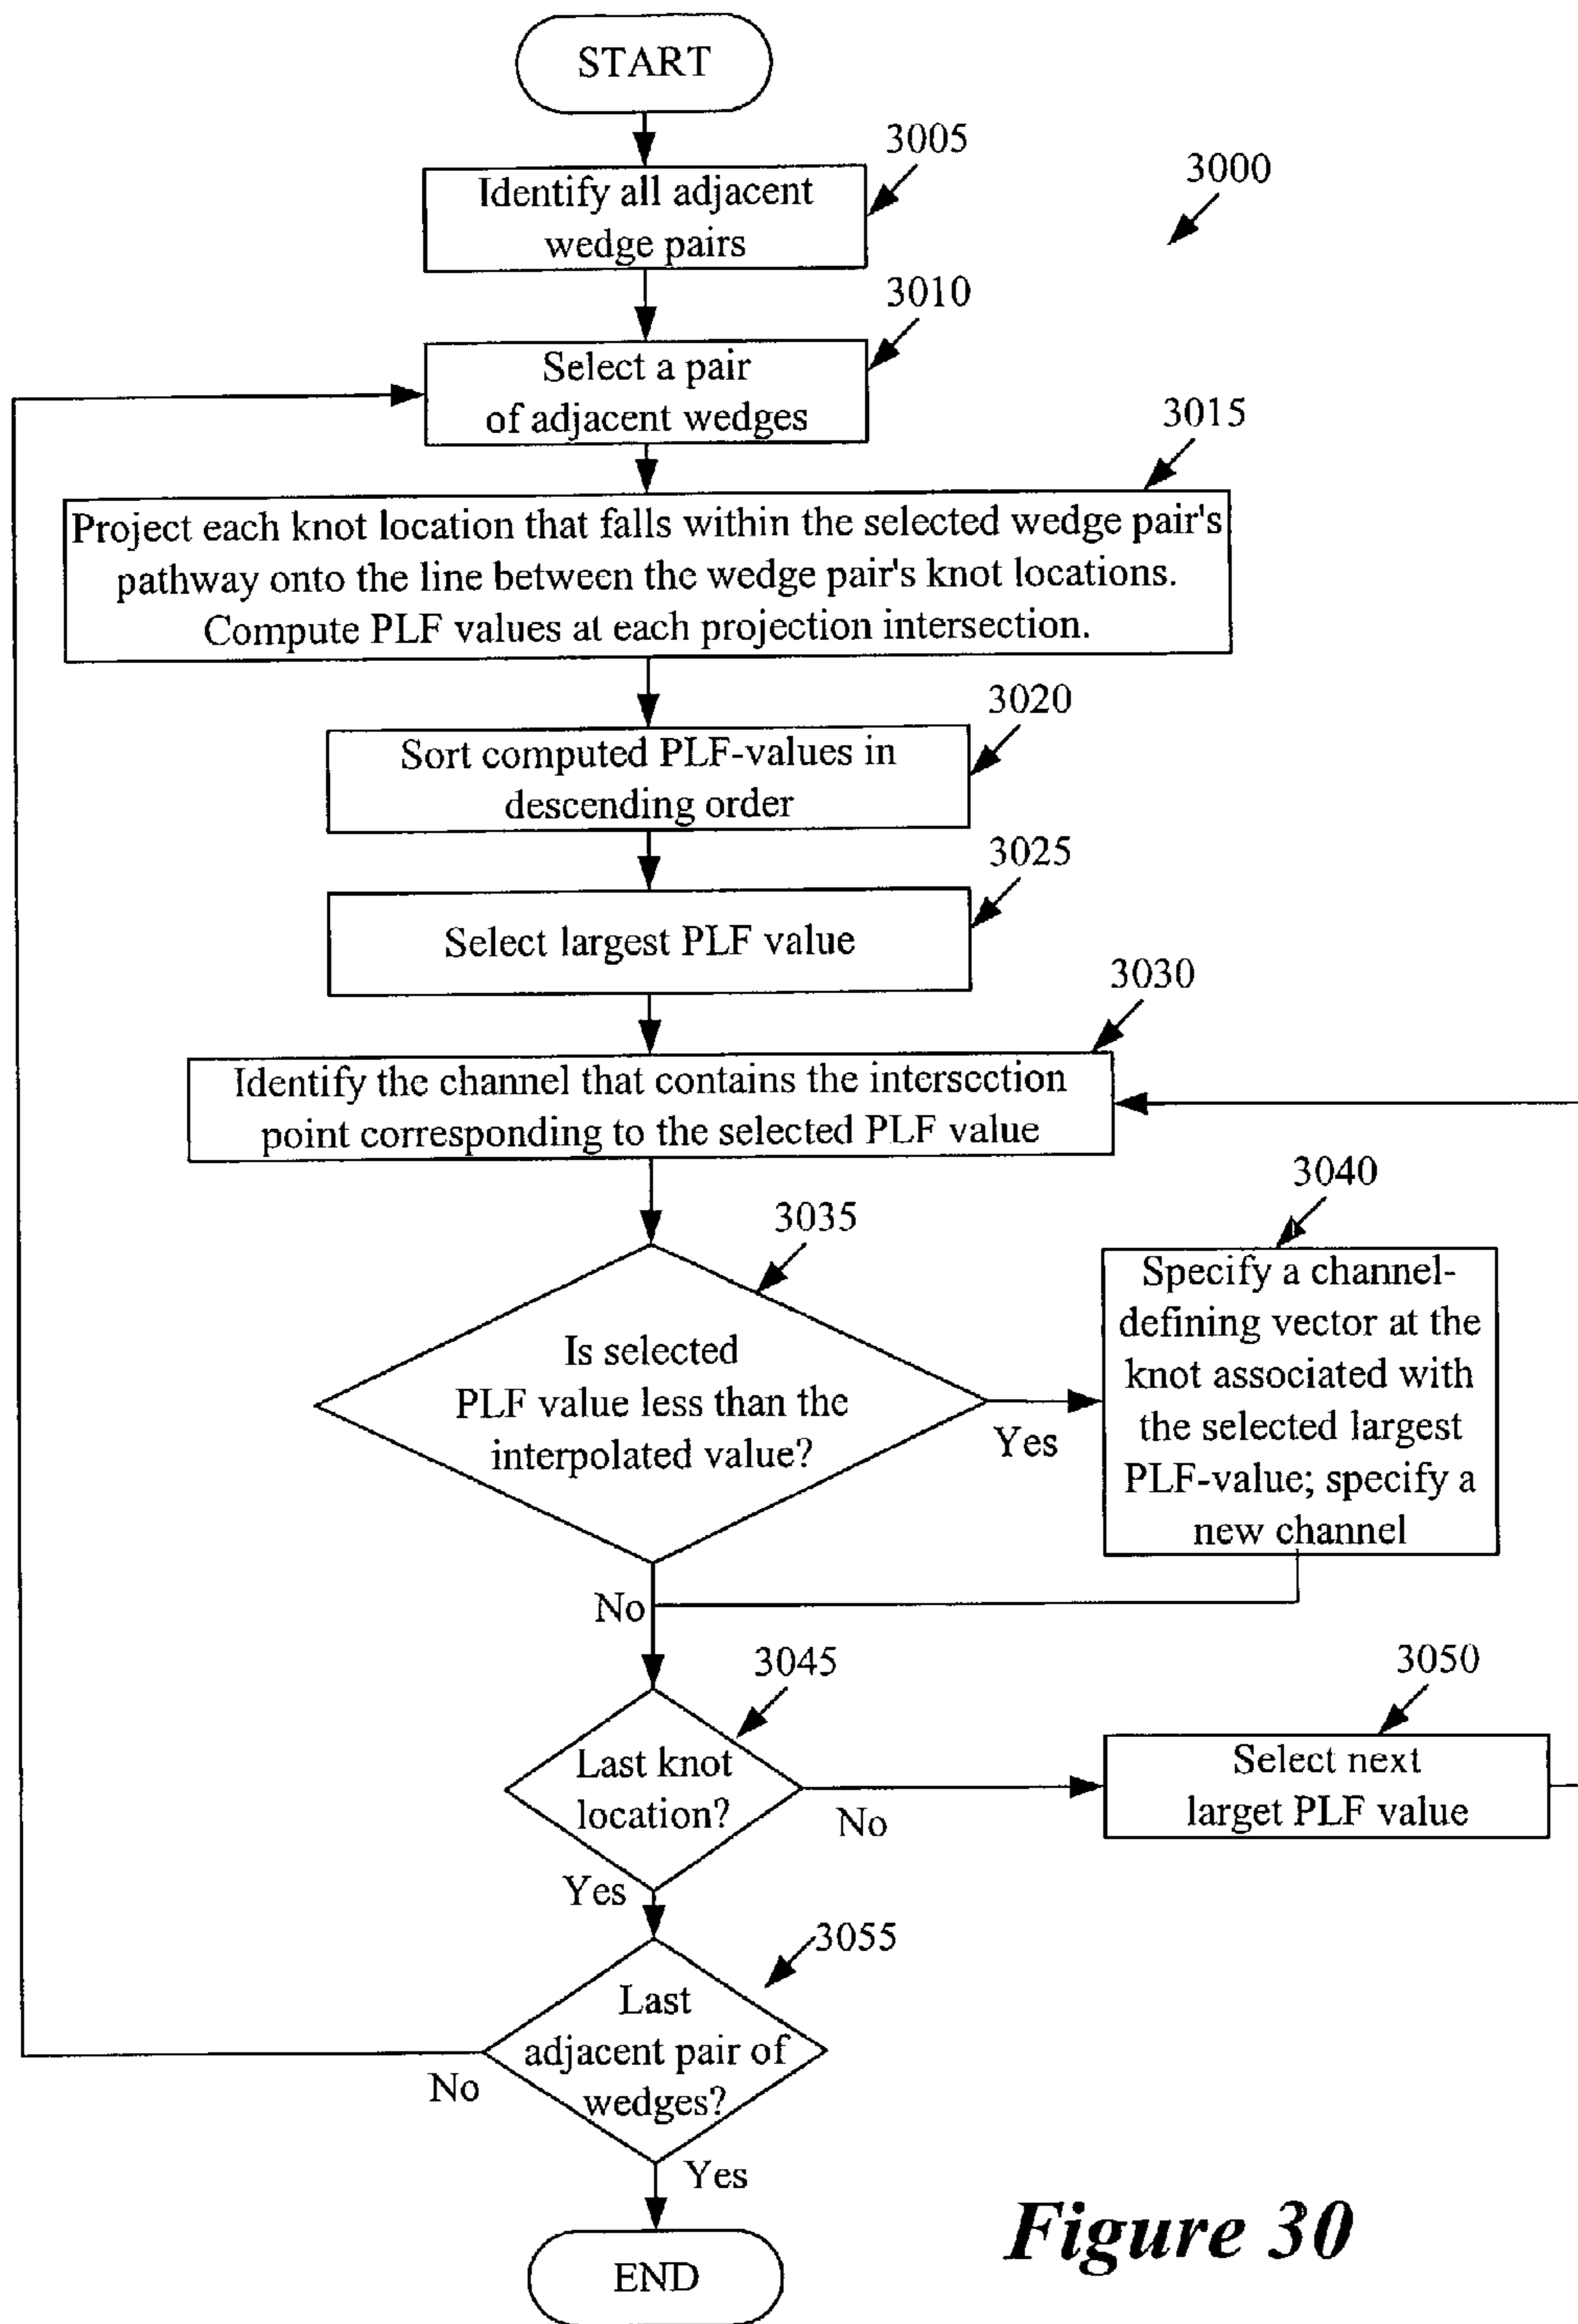 START
3005
Identify all adjacent
wedge pairs
3000
3010
Select a pair
of adjacent wedges
3015
Project each knot location that falls within the selected wedge pair's
pathway onto the line between the wedge pair's knot locations.
Compute PLF values at each projection intersection.
3020
Sort computed PLF-values in
descending order
3025
Select largest PLF value
3030
Identify the channel that contains the intersection
point corresponding to the selected PLF value
3035
Is selected
PLF value less than the
interpolated value?
Yes
3040
Specify a channel-
defining vector at the
knot associated with
the selected largest
PLF-value; specify a
new channel
No
3045
Last knot
location?
No
3050
Select next
larget PLF value
Yes
3055
Last
adjacent pair of
wedges?
No
Yes
END
Figure 30